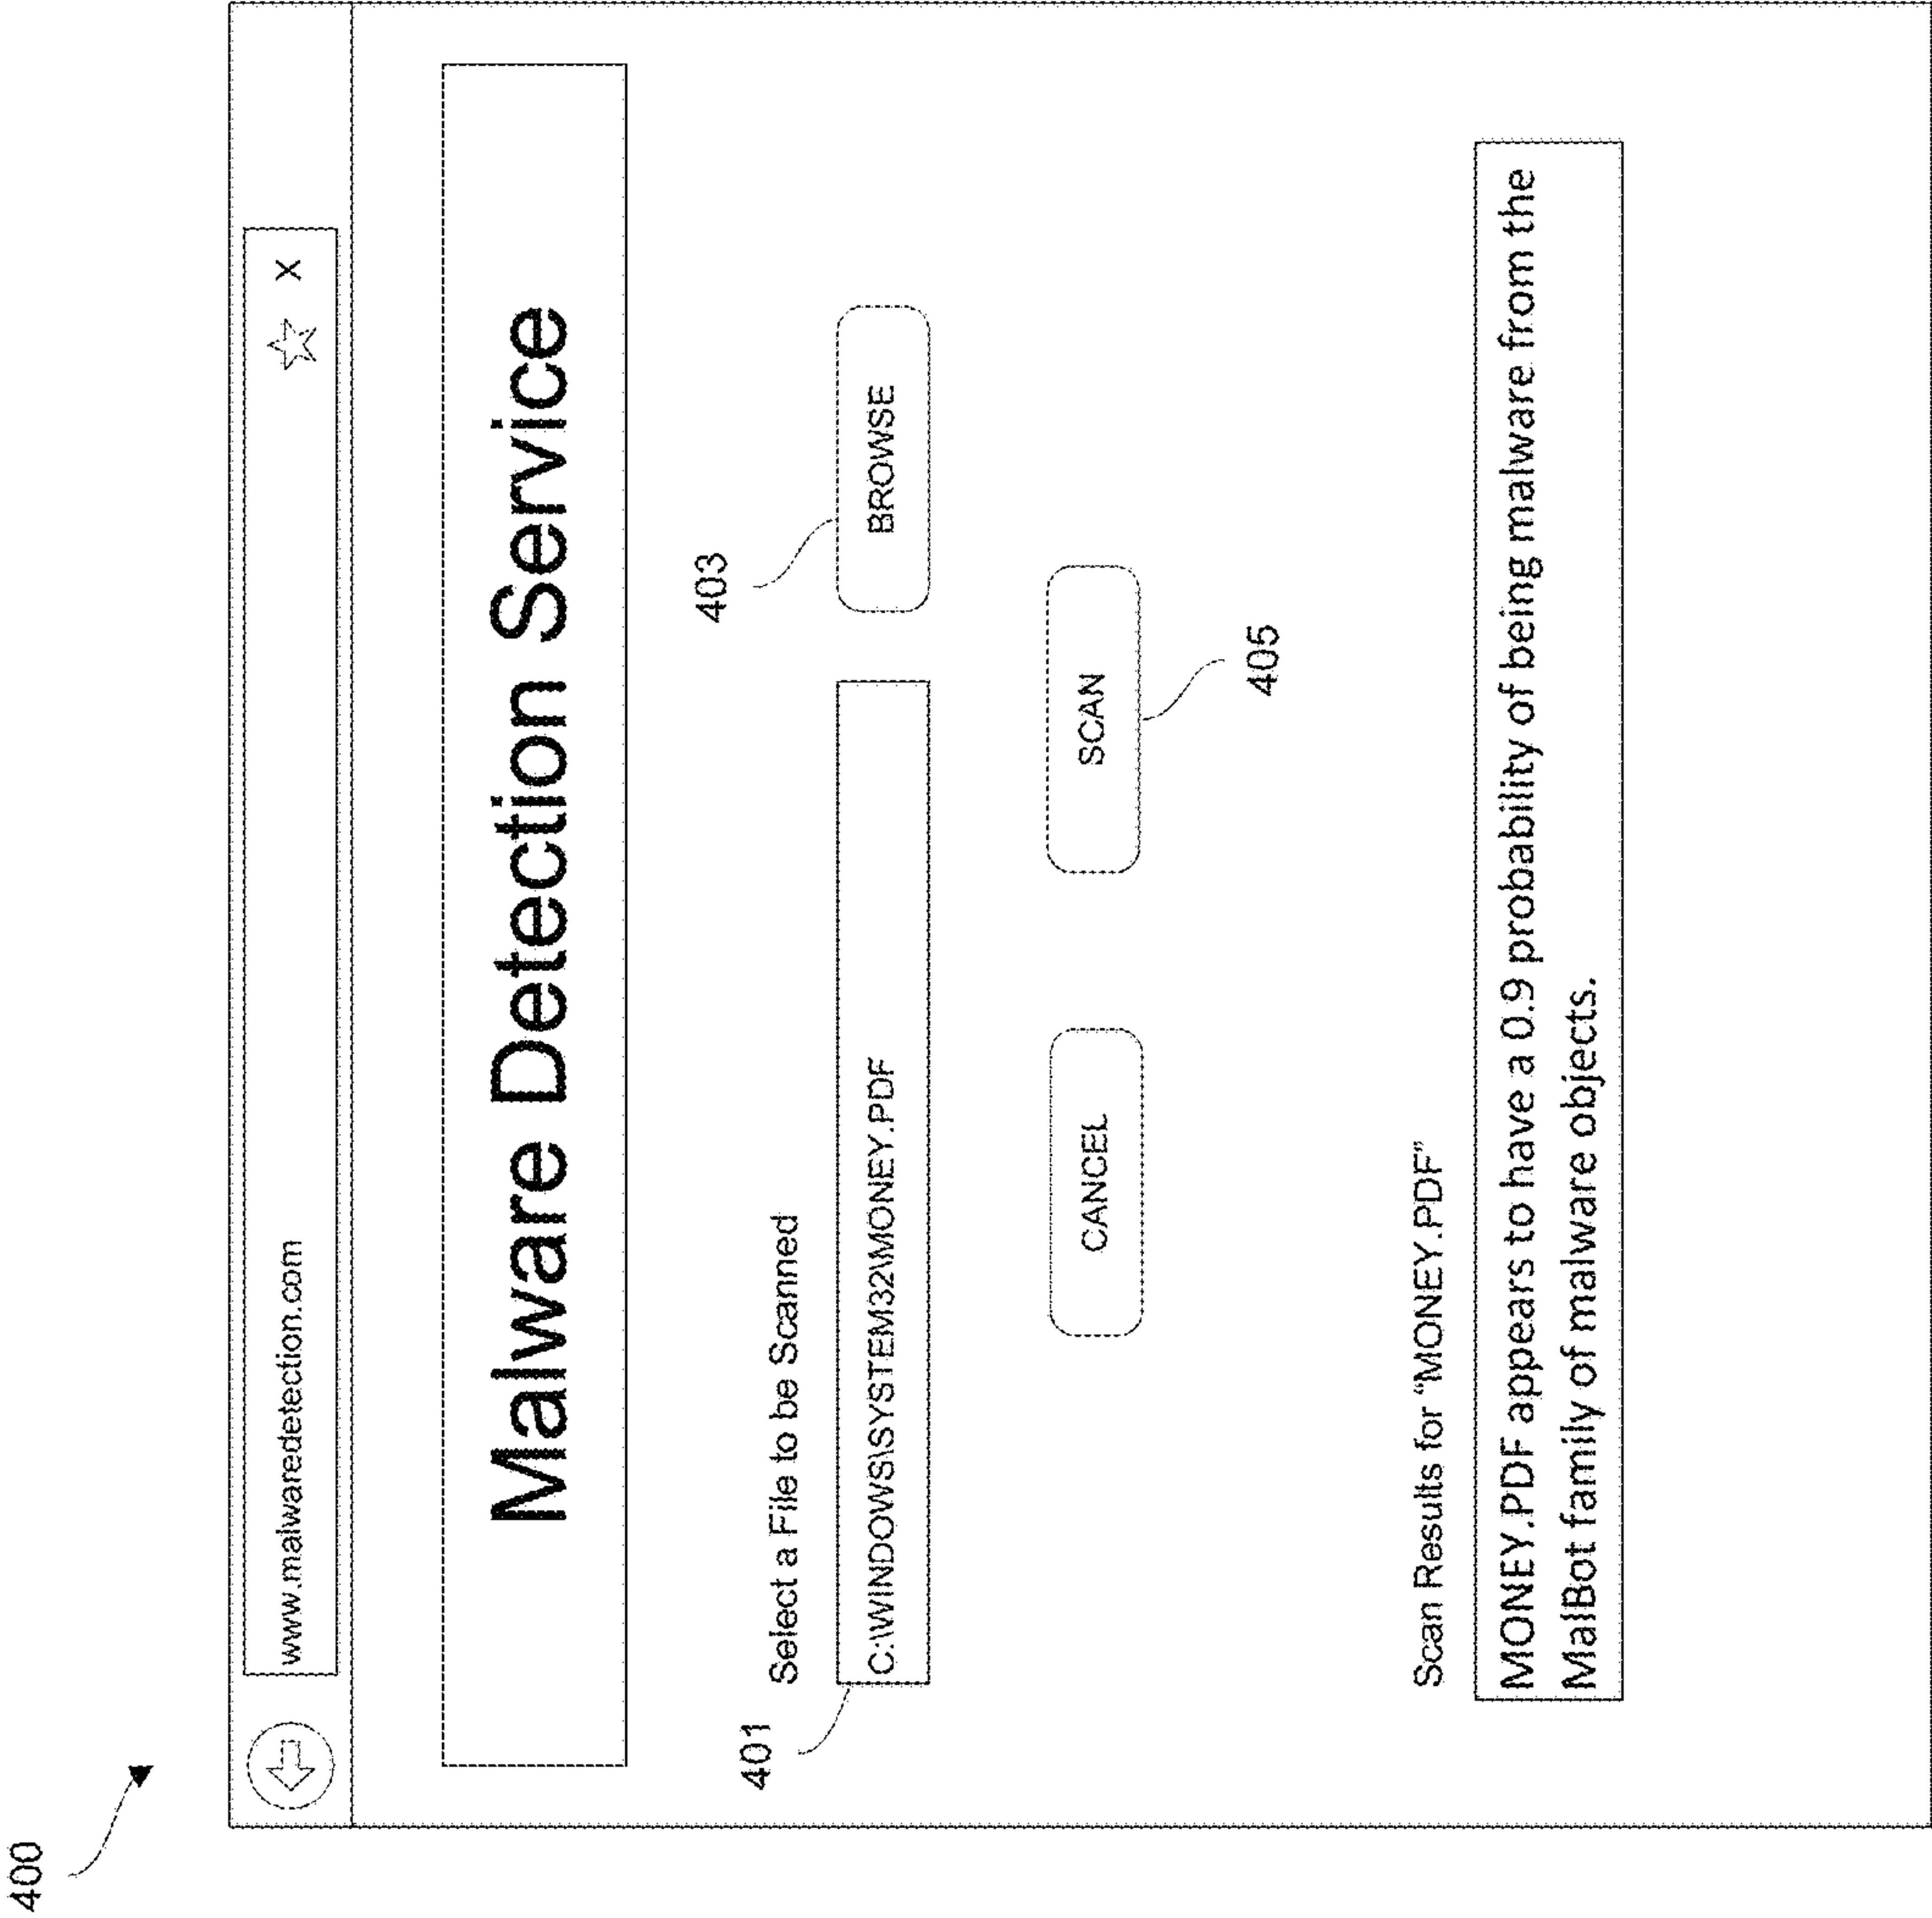 400
www.malwaredetection.com X
Malware Detection Service
Select a File to be Scanned
401
403
C:\WINDOWS\SYSTEM32\MONEY.PDF
BROWSE
CANCEL
SCAN
405
Scan Results for “MONEY.PDF”
MONEY.PDF appears to have a 0.9 probability of being malware from the
MalBot family of malware objects.